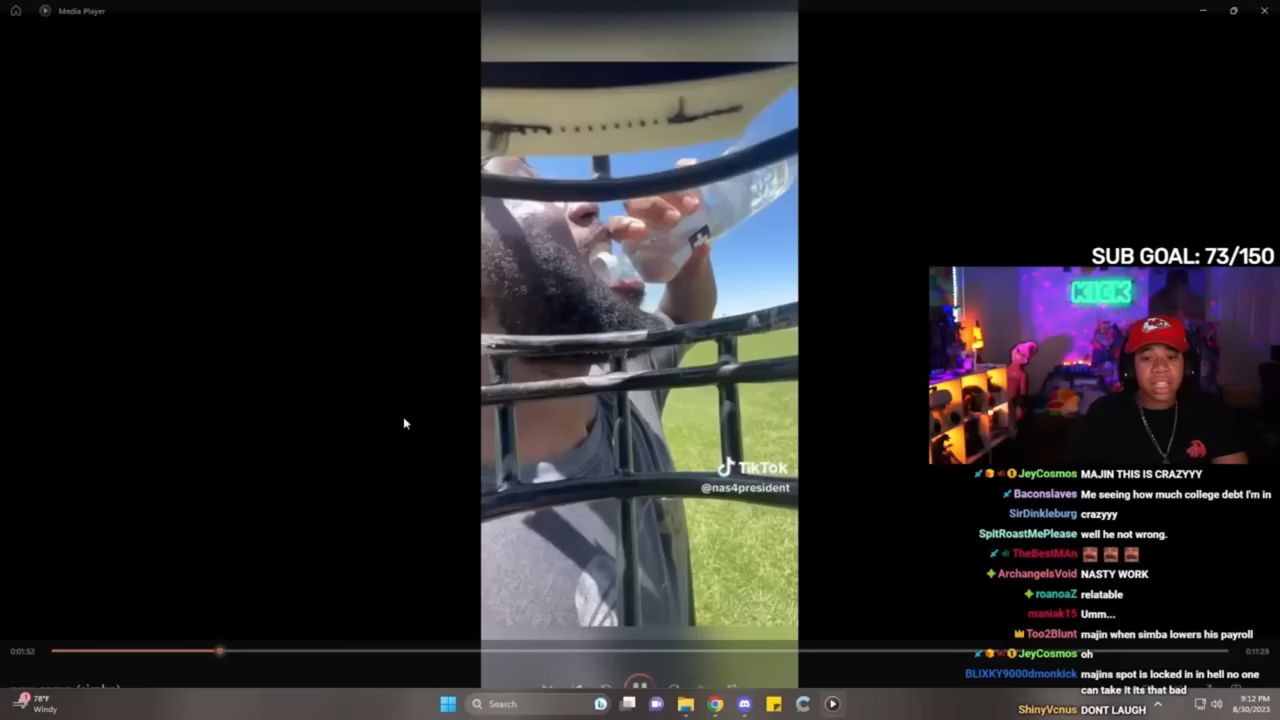 Media Player
SUB GOAL: 73/150
KICK
TikTok
@nas4president
JeyCosmos MAJIN THIS IS CRAZYYY
Baconslaves Me seeing how much college debt I'm in
SirDinkleburg crazyyy
SpitRoastMePlease well he not wrong.
TheBestMAn
ArchangelsVoid NASTY WORK
roanoaZ relatable
maniak15 Umm...
Too2Blunt majin when simba lowers his payroll
JeyCosmos oh
BLIXKY9000dmonkick majins spot is locked in in hell no one
can take it its that bad
ShinyVcnus DONT LAUGH
0:01:52
0:11:29
78°F
Windy
Search
9:12 PM
8/30/2023